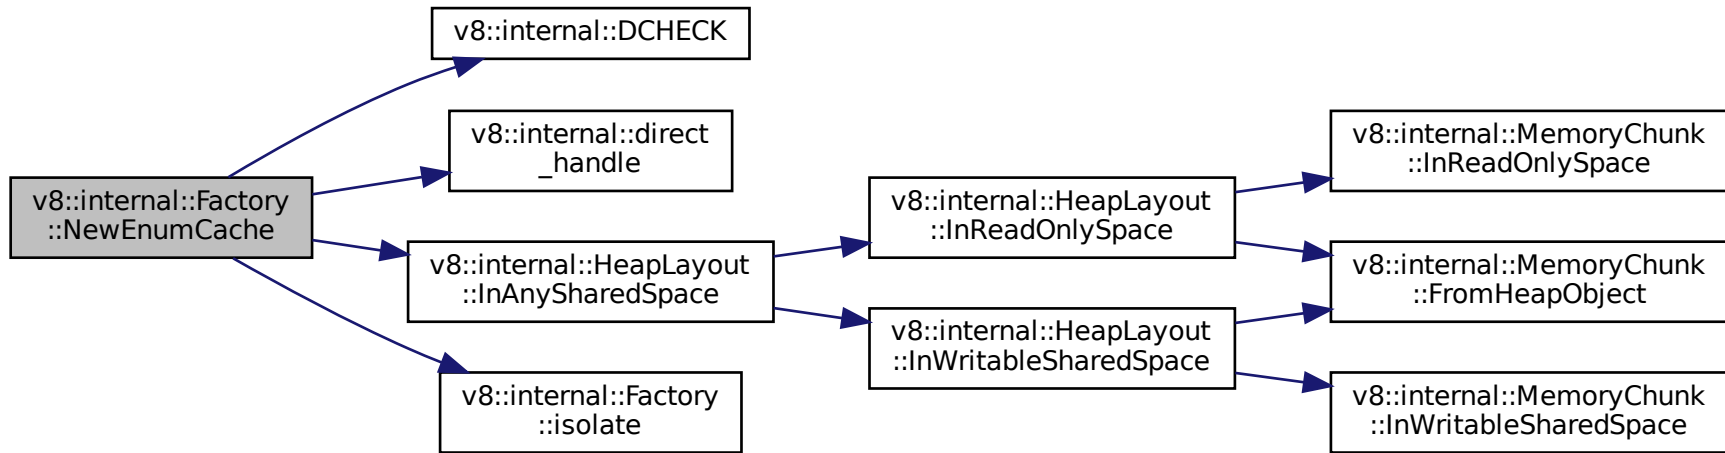 v8::internal::Factory
::NewEnumCache
v8::internal::DCHECK
v8::internal::direct
_handle
v8::internal::HeapLayout
::InAnySharedSpace
v8::internal::Factory
::isolate
v8::internal::HeapLayout
::InReadOnlySpace
v8::internal::HeapLayout
::InWritableSharedSpace
v8::internal::MemoryChunk
::InReadOnlySpace
v8::internal::MemoryChunk
::FromHeapObject
v8::internal::MemoryChunk
::InWritableSharedSpace